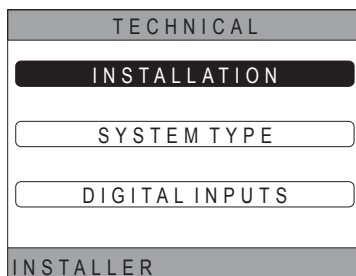 TECHNICAL
INSTALLATION
SYSTEM TYPE
DIGITAL INPUTS
INSTALLER